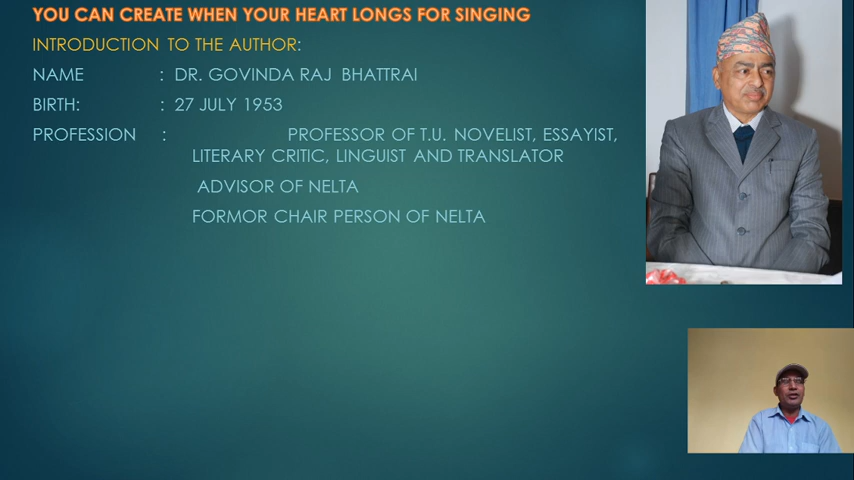 YOU CAN CREATE WHEN YOUR HEART LONGS FOR SINGING
INTRODUCTION TO THE AUTHOR:
NAME : DR. GOVINDA RAJ BHATTRAI
BIRTH: : 27 JULY 1953
PROFESSION : PROFESSOR OF T.U. NOVELIST, ESSAYIST,
LITERARY CRITIC, LINGUIST AND TRANSLATOR
ADVISOR OF NELTA
FORMOR CHAIR PERSON OF NELTA